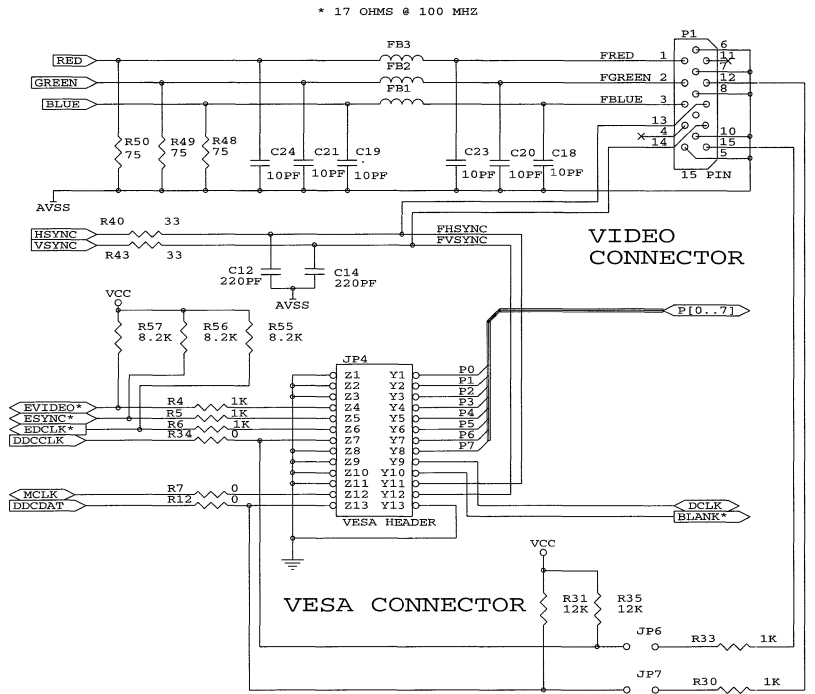 * 17 OHMS @ 100 MHZ
P1
FB3
RED
FRED 1
6
11
FB2
GREEN
FGREEN 2
7
12
FB1
BLUE
FBLUE 3
8
13
4
10
14
15
5
15 PIN
R50
75
R49
75
R48
75
C24
10PF
C21
10PF
C19
10PF
C23
10PF
C20
10PF
C18
10PF
AVSS
R40 33
HSYNC
FHSYNC
VSYNC
FVSYNC
R43 33
VIDEO
CONNECTOR
C12
220PF
C14
220PF
AVSS
VCC
P[0..7]
R57
8.2K
R56
8.2K
R55
8.2K
JP4
Z1 Y1 P0
Z2 Y2 P1
Z3 Y3 P2
EVIDEO* R4 1K Z4 Y4 P3
ESYNC* R5 1K Z5 Y5 P4
EDCLK* R6 1K Z6 Y6 P5
DDCCLK R34 0 Z7 Y7 P6
Z8 Y8 P7
Z9 Y9
Z10 Y10
Z11 Y11
MCLK R7 0 Z12 Y12
DDCDAT R12 0 Z13 Y13
DCLK
BLANK*
VESA HEADER
VCC
VESA CONNECTOR
R31
12K
R35
12K
JP6
R33 1K
JP7
R30 1K